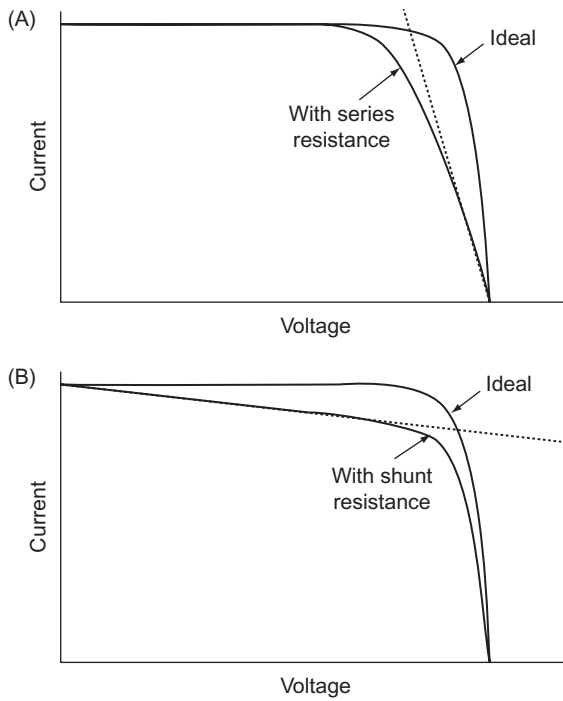 (A)
Ideal
With series
resistance
Current
Voltage
(B)
Ideal
With shunt
resistance
Current
Voltage